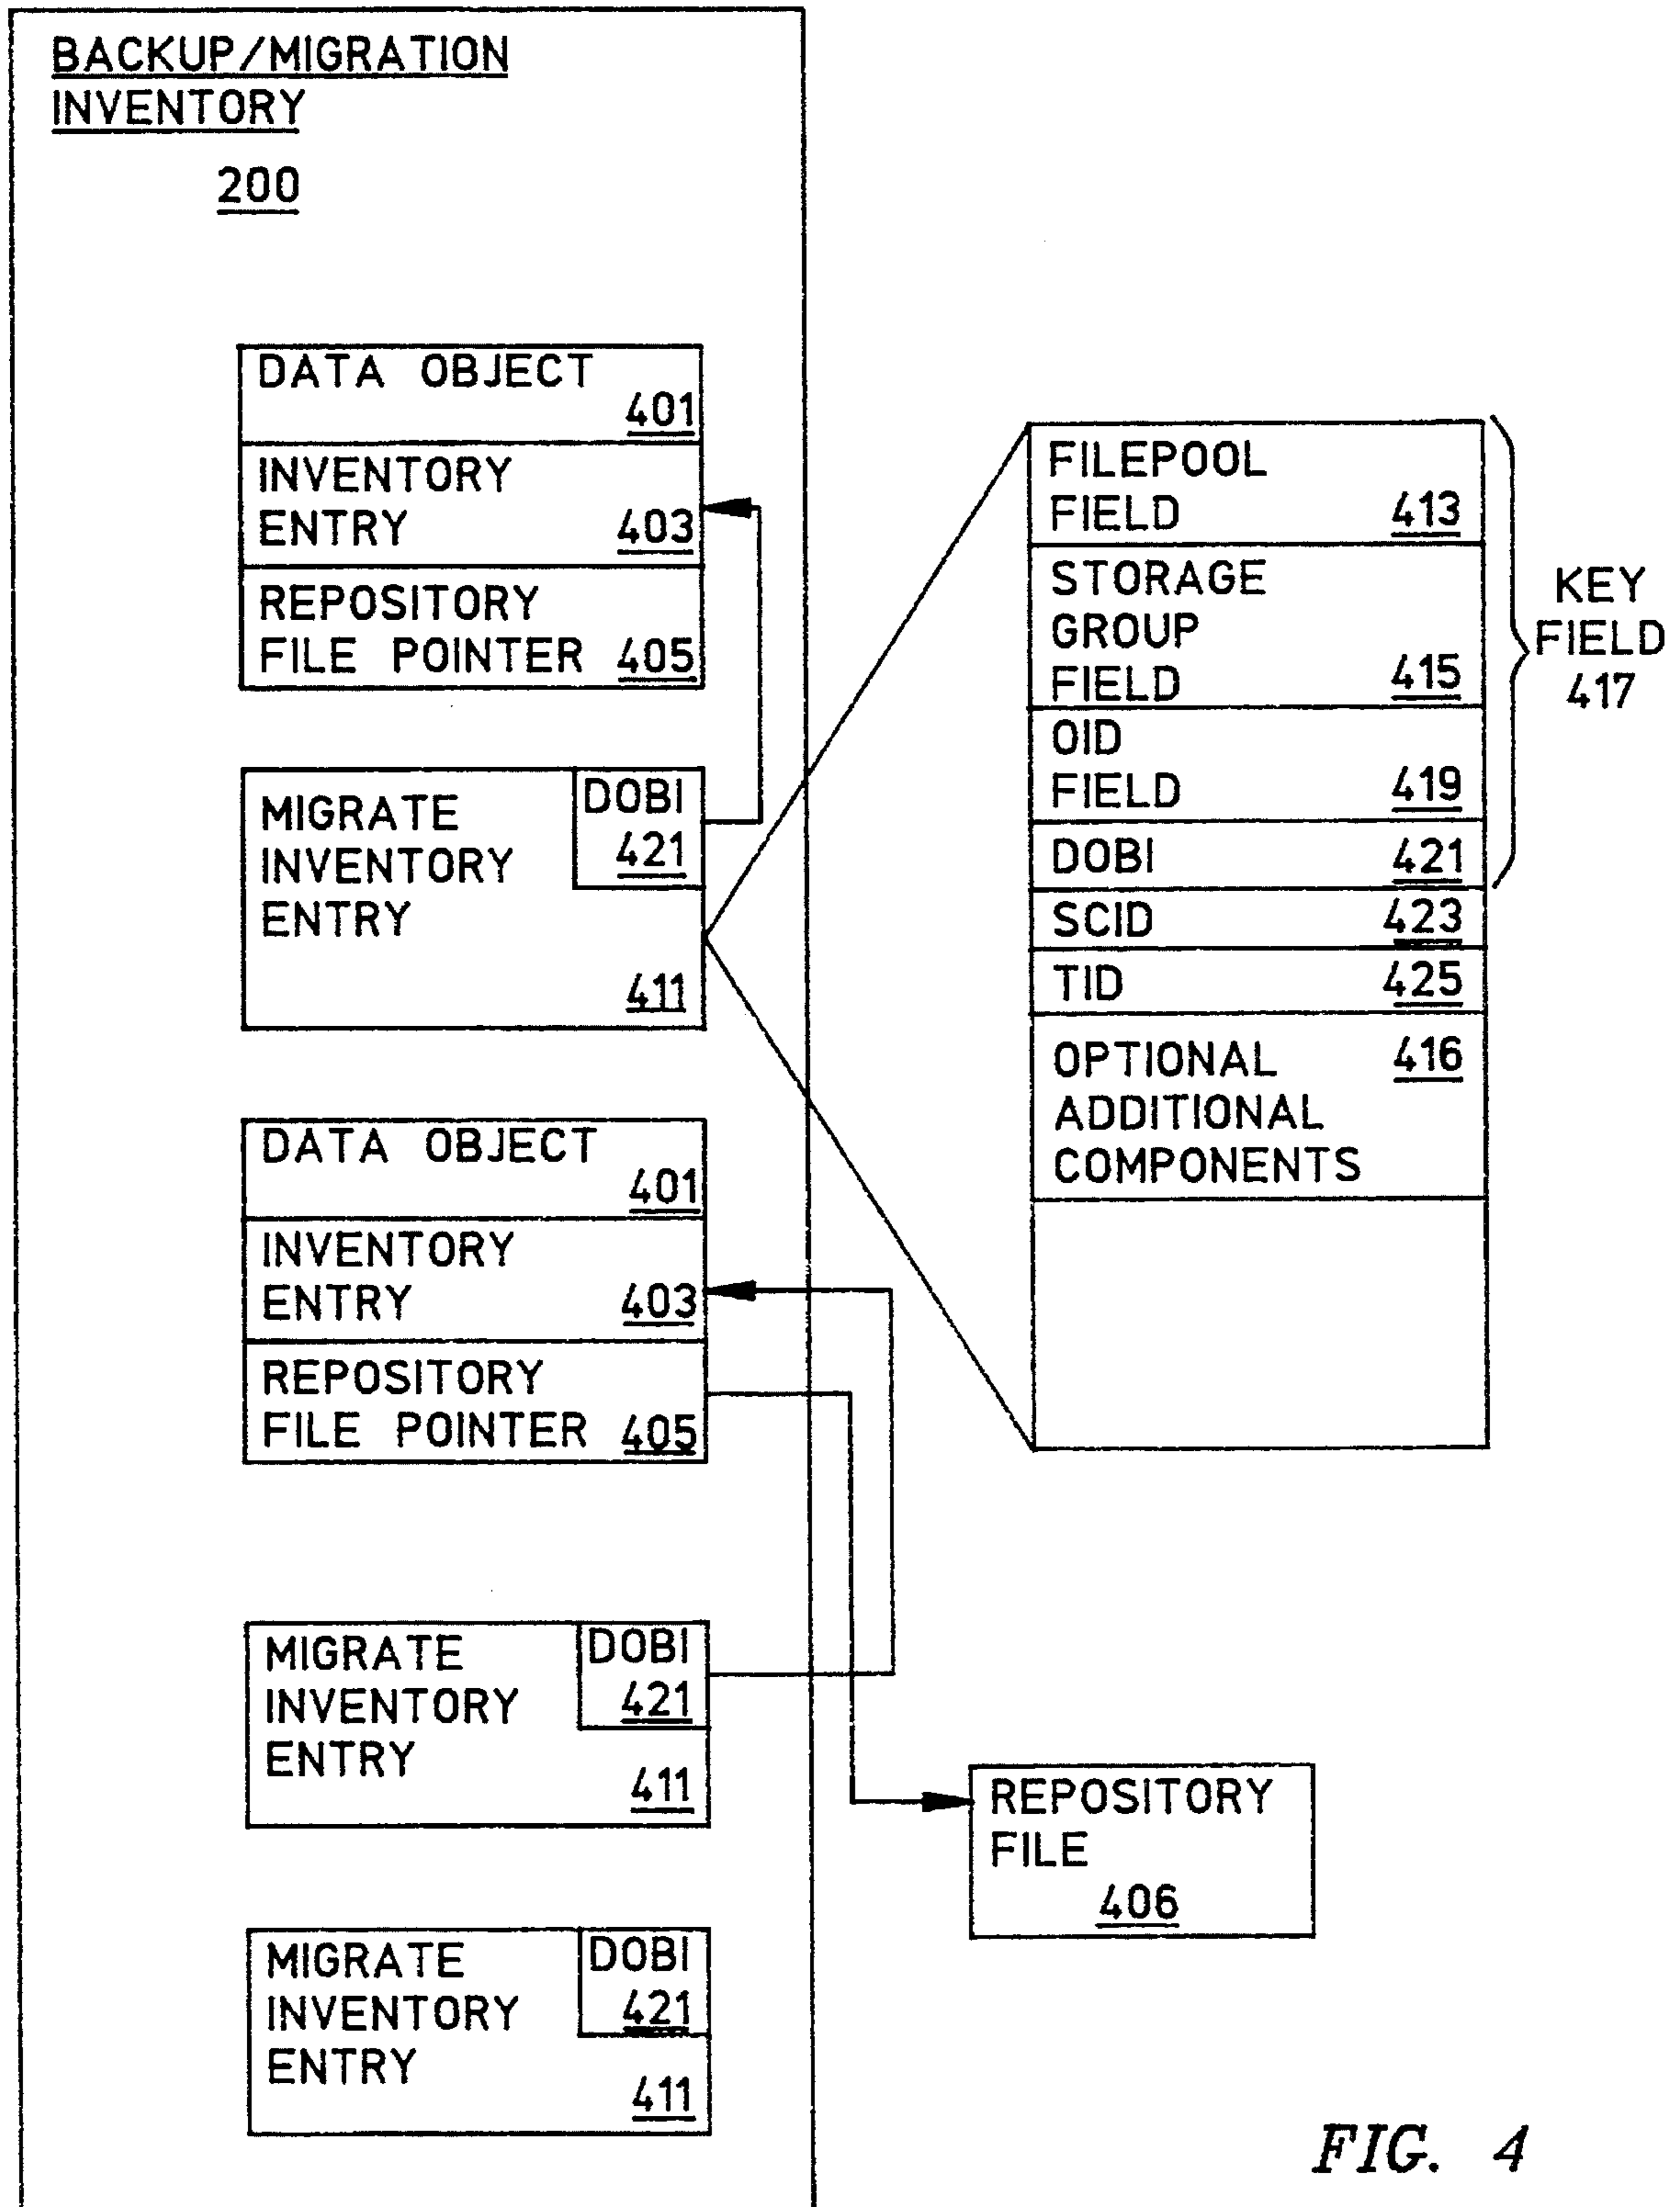 BACKUP/MIGRATION
INVENTORY
200
DATA OBJECT
401
INVENTORY
ENTRY 403
REPOSITORY
FILE POINTER 405
MIGRATE
INVENTORY
ENTRY
DOBI
421
411
DATA OBJECT
401
INVENTORY
ENTRY 403
REPOSITORY
FILE POINTER 405
MIGRATE
INVENTORY
ENTRY
DOBI
421
411
MIGRATE
INVENTORY
ENTRY
DOBI
421
411
FILEPOOL
FIELD 413
STORAGE
GROUP
FIELD 415
OID
FIELD 419
DOBI 421
SCID 423
TID 425
OPTIONAL 416
ADDITIONAL
COMPONENTS
KEY
FIELD
417
REPOSITORY
FILE
406
FIG. 4